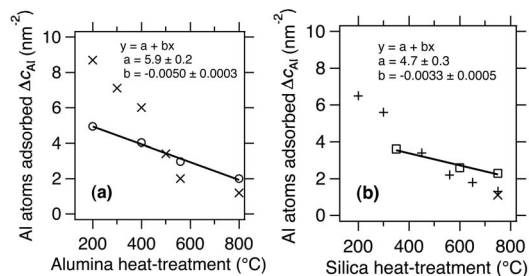 Al atoms adsorbed Δc_Al (nm⁻²)
10
8
6
4
2
0
y = a + bx
a = 5.9 ± 0.2
b = -0.0050 ± 0.0003
(a)
200 400 600 800
Alumina heat-treatment (°C)
Al atoms adsorbed Δc_Al (nm⁻²)
10
8
6
4
2
0
y = a + bx
a = 4.7 ± 0.3
b = -0.0033 ± 0.0005
(b)
200 400 600 800
Silica heat-treatment (°C)